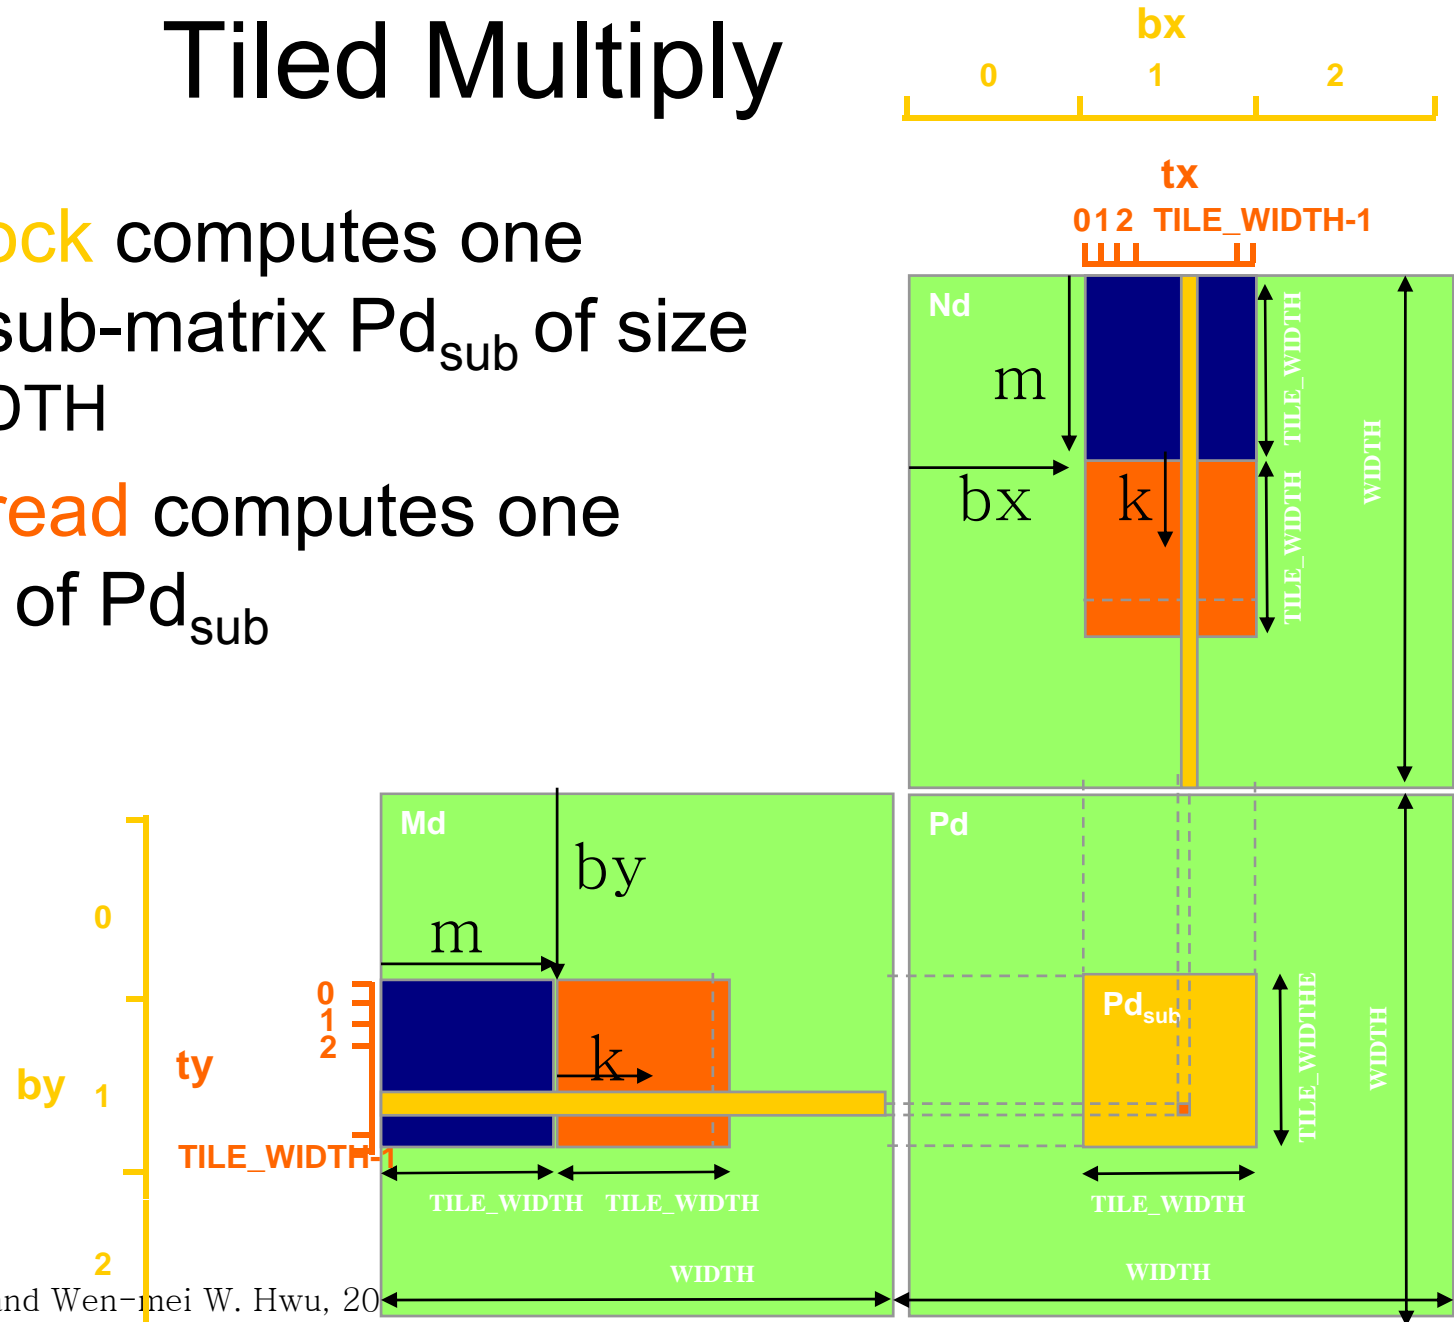 Tiled Multiply
ock computes one
sub-matrix Pdsub of size
DTH
read computes one
of Pdsub
bx
0 1 2
tx
0 1 2 TILE_WIDTH-1
Nd
m
bx
k
TILE_WIDTH
TILE_WIDTH
WIDTH
Md
by
m
k
TILE_WIDTH TILE_WIDTH
WIDTH
Pd
Pdsub
TILE_WIDTHE
WIDTH
TILE_WIDTH
WIDTH
by
0
1
2
ty
0
1
2
TILE_WIDTH-1
and Wen-mei W. Hwu, 20